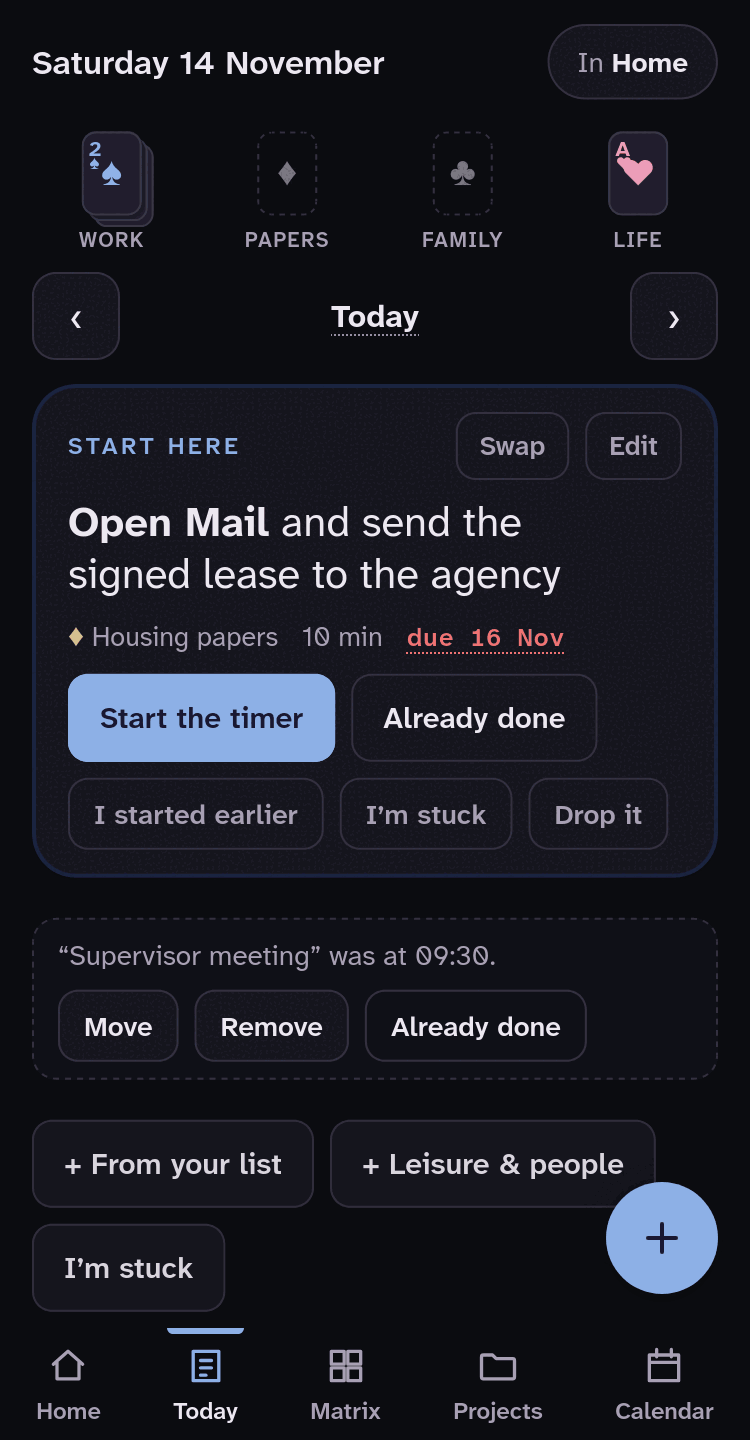 Saturday 14 November
In Home
2
A
WORK
PAPERS
FAMILY
LIFE
‹
Today
›
START HERE
Swap
Edit
Open Mail and send the
signed lease to the agency
♦ Housing papers 10 min due 16 Nov
Start the timer
Already done
I started earlier
I’m stuck
Drop it
“Supervisor meeting” was at 09:30.
Move
Remove
Already done
+ From your list
+ Leisure & people
I’m stuck
+
Home
Today
Matrix
Projects
Calendar